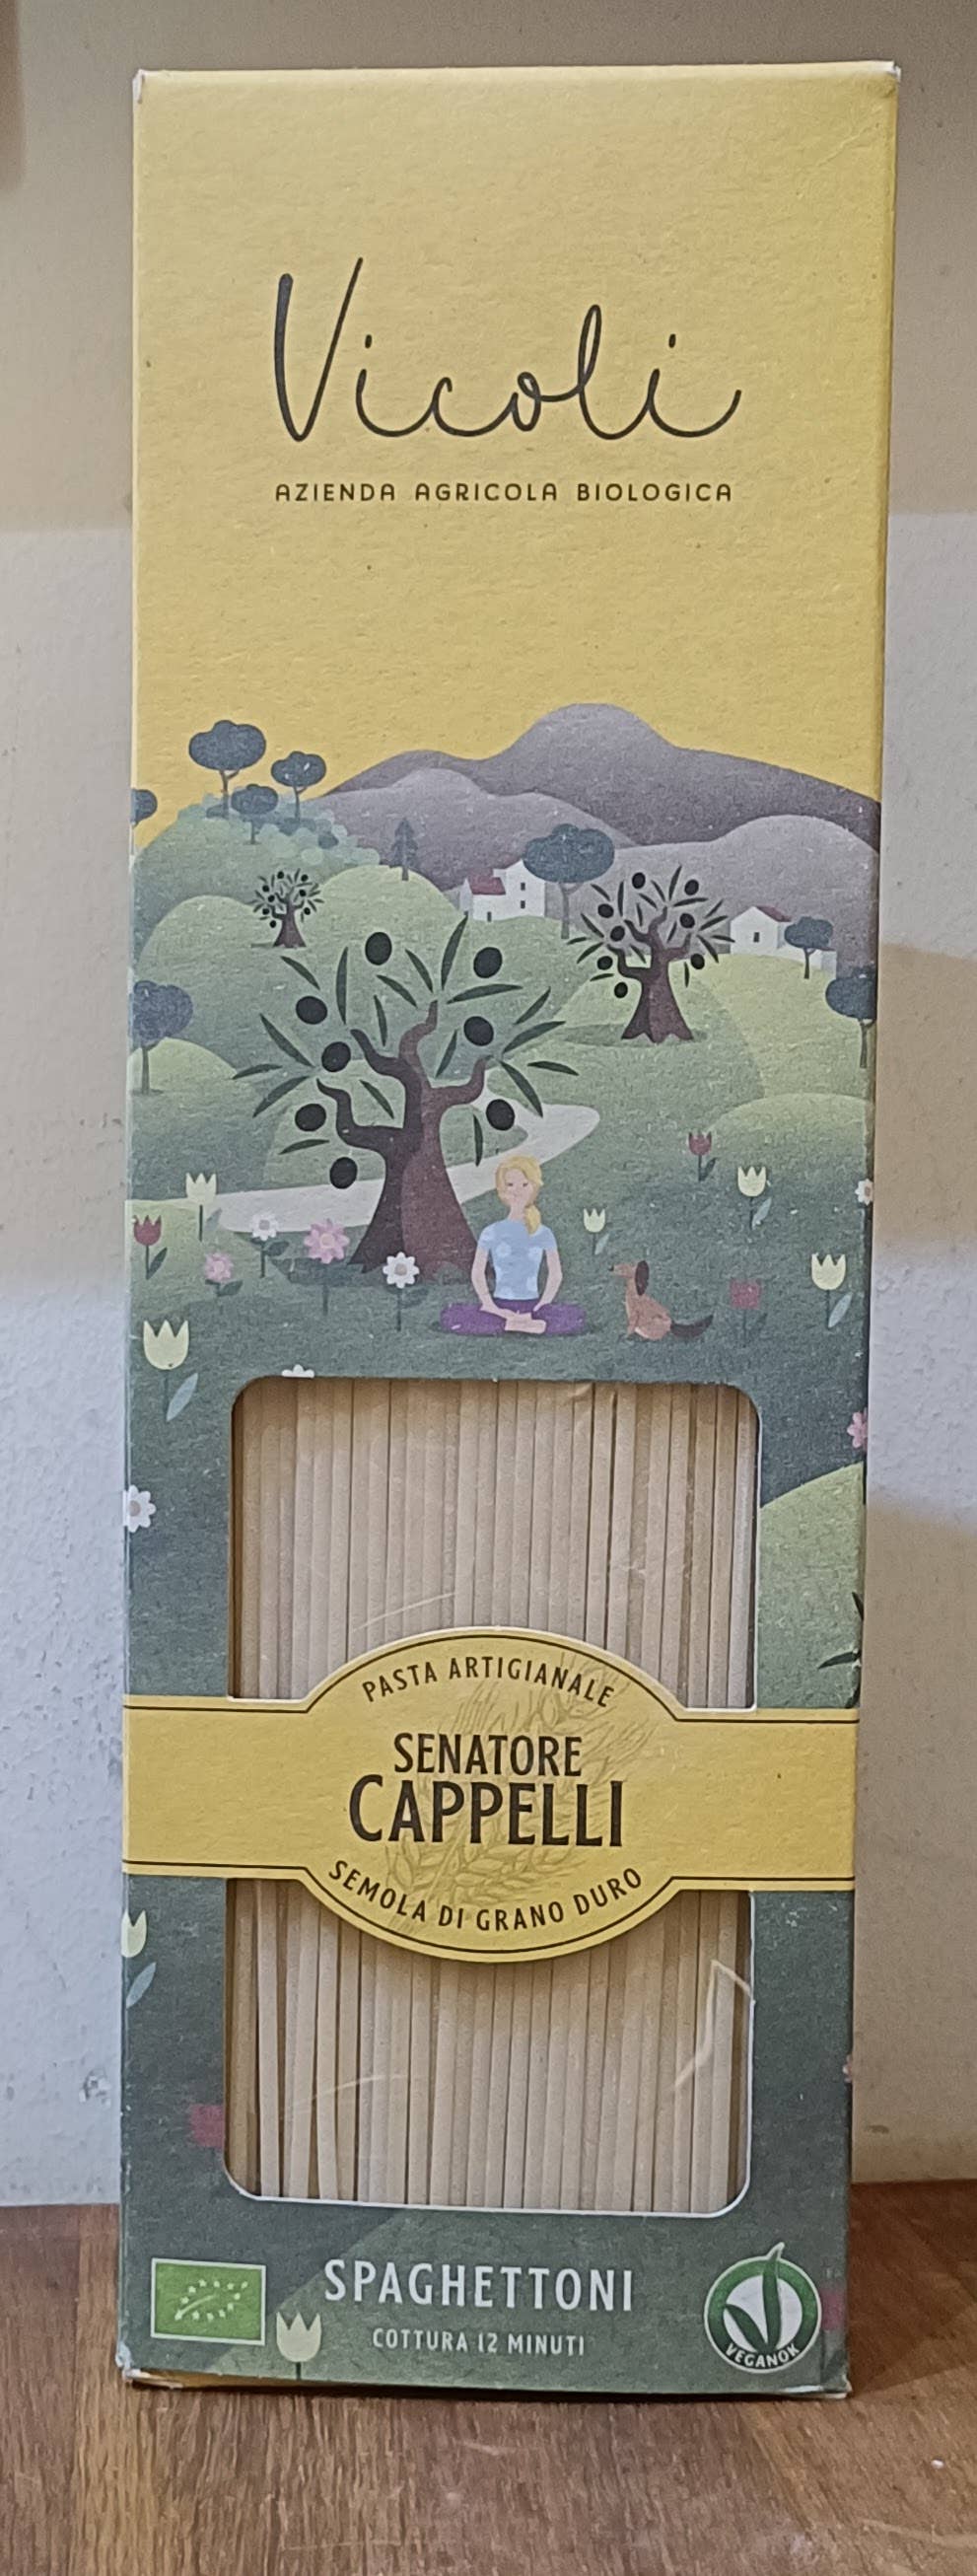 Vicoli
AZIENDA AGRICOLA BIOLOGICA
PASTA ARTIGIANALE
SENATORE
CAPPELLI
SEMOLA DI GRANO DURO
SPAGHETTONI
COTTURA 12 MINUTI
VEGANOK